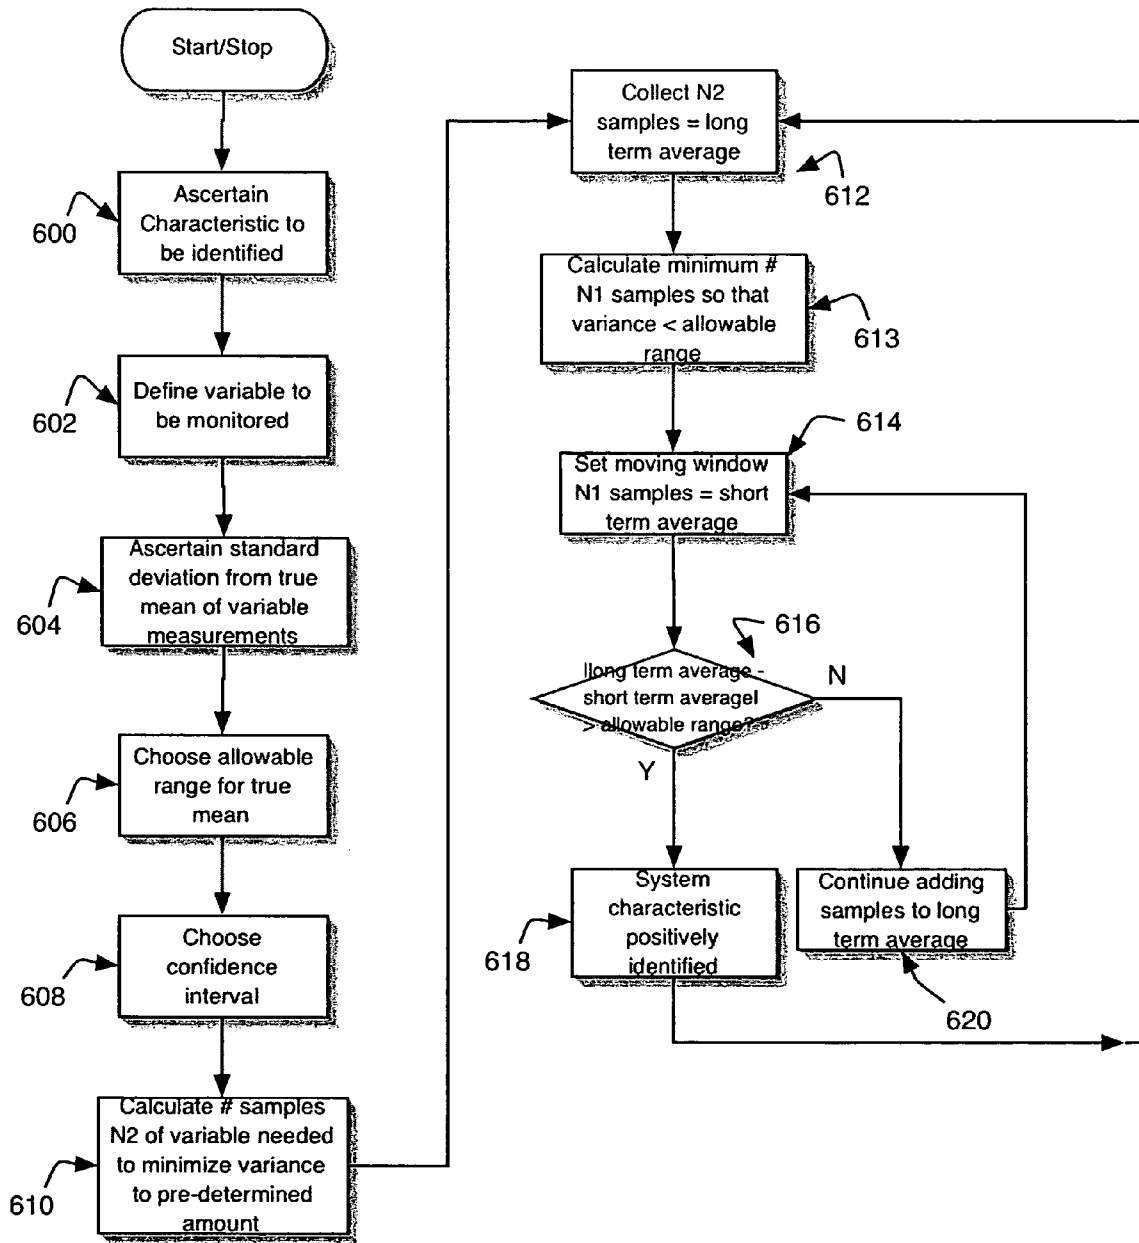 Start/Stop
Ascertain
Characteristic to
be identified
600
Define variable to
be monitored
602
Ascertain standard
deviation from true
mean of variable
measurements
604
Choose allowable
range for true
mean
606
Choose
confidence
interval
608
Calculate # samples
N2 of variable needed
to minimize variance
to pre-determined
amount
610
Collect N2
samples = long
term average
612
Calculate minimum #
N1 samples so that
variance < allowable
range
613
Set moving window
N1 samples = short
term average
614
|long term average -
short term average|
> allowable range?
616
N
Y
System
characteristic
positively
identified
618
Continue adding
samples to long
term average
620